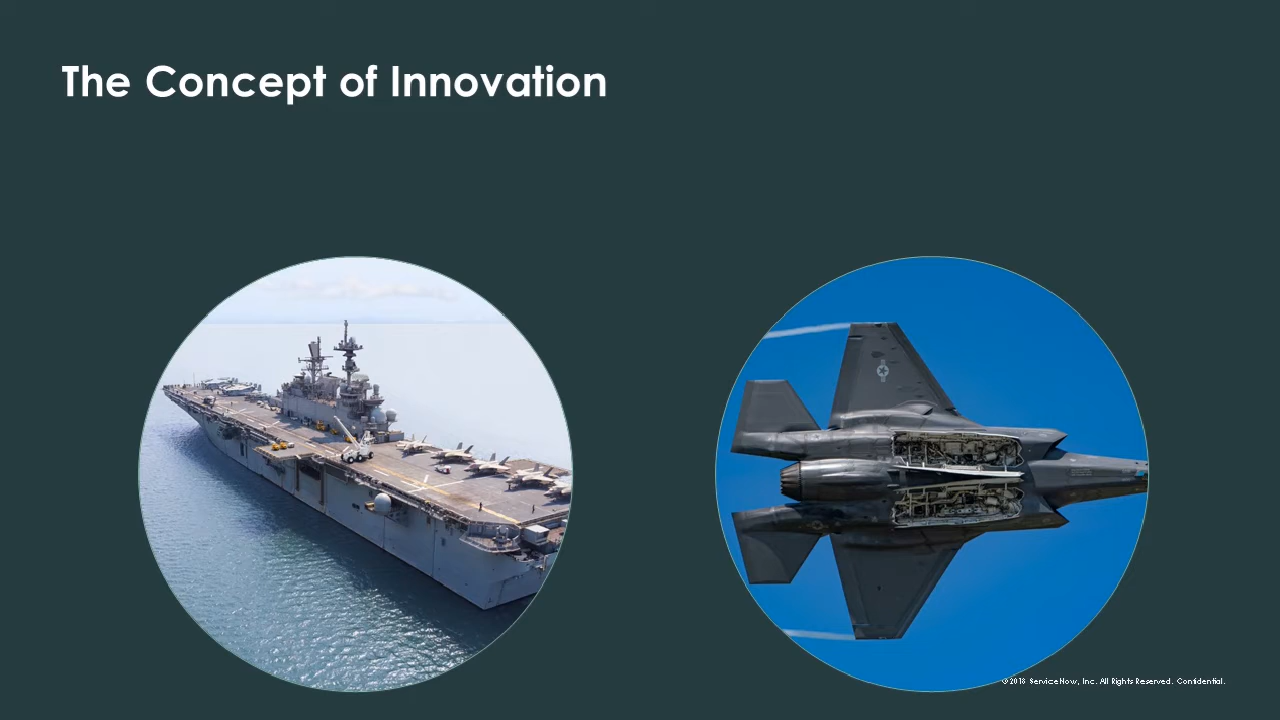 The Concept of Innovation
©2018 ServiceNow, Inc. All Rights Reserved. Confidential.